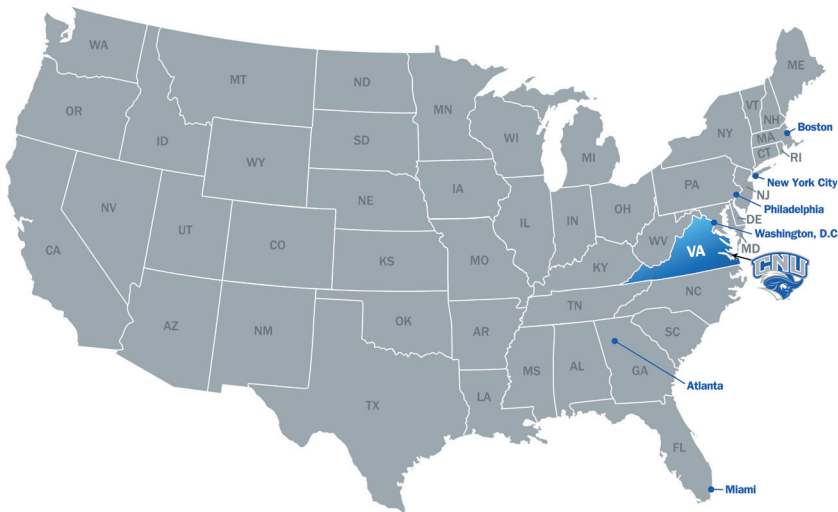 WA
MT
ND
MN
ME
OR
ID
SD
WI
MI
VT
NH
NY
MA
Boston
CT
RI
WY
NV
NE
IA
PA
New York City
NJ
Philadelphia
UT
CO
IL
IN
OH
DE
Washington, D.C
CA
KS
MO
KY
WV
VA
MD
CNU
AZ
NM
OK
AR
TN
NC
SC
MS
AL
GA
Atlanta
TX
LA
FL
Miami